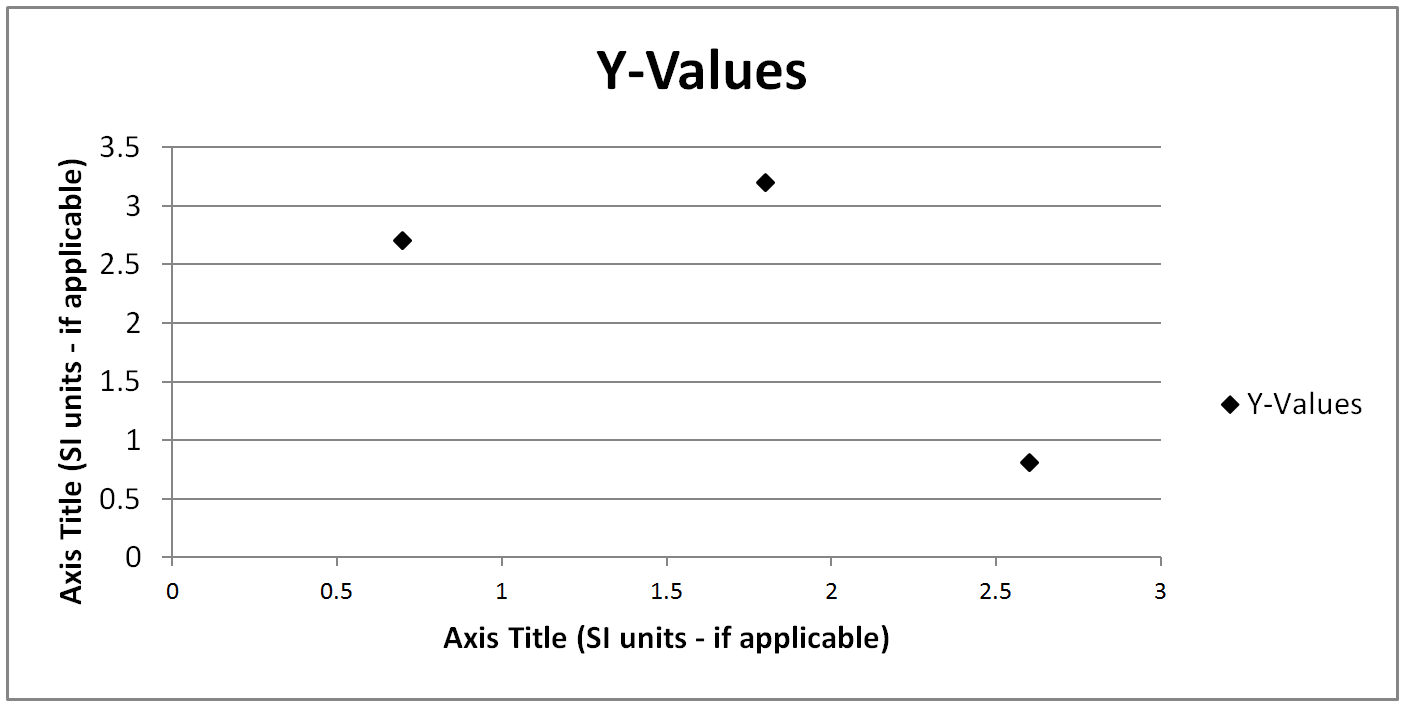 Y-Values
3.5
3
2.5
2
1.5
1
0.5
0
Axis Title (SI units - if applicable)
0 0.5 1 1.5 2 2.5 3
Axis Title (SI units - if applicable)
Y-Values